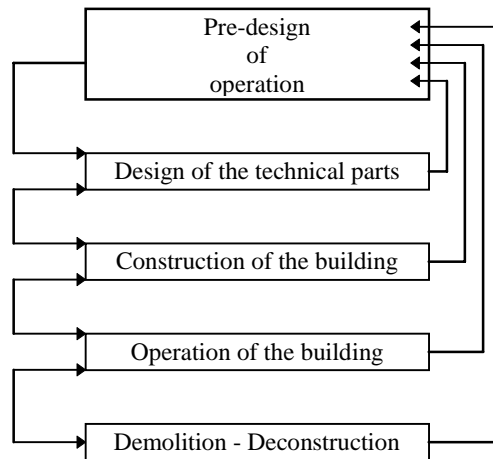 Pre-design
of
operation
Design of the technical parts
Construction of the building
Operation of the building
Demolition - Deconstruction